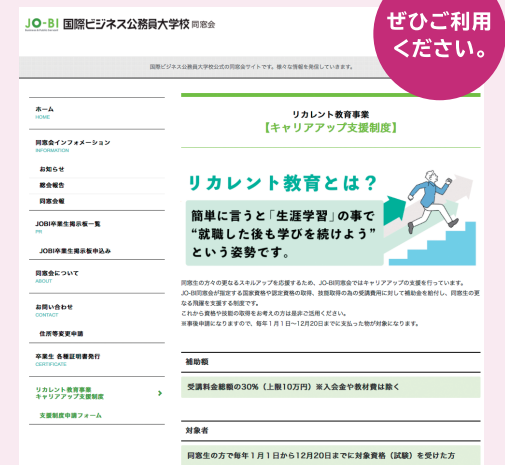 ぜひご利用
ください。
JO-BI 国際ビジネス公務員大学校 同窓会
国際ビジネス公務員大学校公式の同窓会サイトです。様々な情報を発信していきます。
ホーム
HOME
同窓会インフォメーション
INFORMATION
お知らせ
総会報告
同窓会報
JOBI卒業生掲示板一覧
PR
JOBI卒業生掲示板申込み
同窓会について
ABOUT
お問い合わせ
CONTACT
住所等変更申請
卒業生 各種証明書発行
CERTIFICATE
リカレント教育事業
キャリアアップ支援制度
支援制度申請フォーム
リカレント教育事業
【キャリアアップ支援制度】
リカレント教育とは?
簡単に言うと「生涯学習」の事で
“就職した後も学びを続けよう”
という姿勢です。
同窓生の方々の更なるスキルアップを応援するため、JO-BI同窓会ではキャリアアップの支援を行っています。
JO-BI同窓会が指定する国家資格や認定資格の取得、技能取得の為の受講費用に対して補助金を給付し、同窓生の更
なる飛躍を支援する制度です。
これから資格や技能の取得をお考えの方は是非ご活用ください。
※事後申請になりますので、毎年1月1日〜12月20日までに支払った物が対象になります。
補助額
受講料金総額の30%(上限10万円)※入会金や教材費は除く
対象者
同窓生の方で毎年1月1日から12月20日までに対象資格(試験)を受けた方